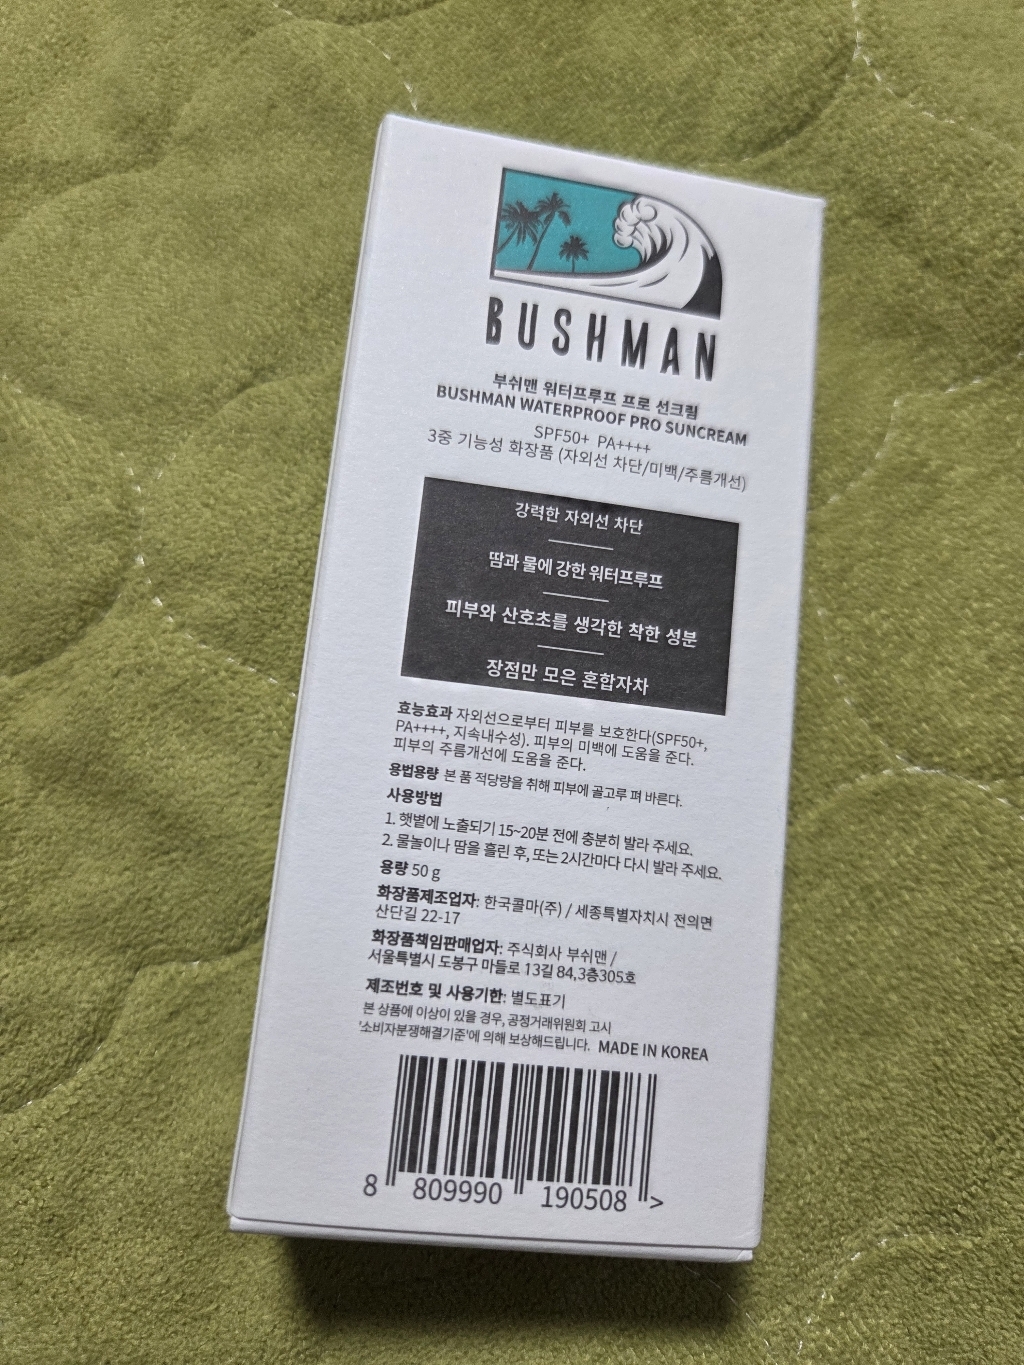 BUSHMAN
부쉬맨 워터프루프 프로 선크림
BUSHMAN WATERPROOF PRO SUNCREAM
SPF50+ PA++++
3중 기능성 화장품 (자외선 차단/미백/주름개선)
강력한 자외선 차단
땀과 물에 강한 워터프루프
피부와 산호초를 생각한 착한 성분
장점만 모은 혼합자차
효능효과 자외선으로부터 피부를 보호한다(SPF50+,
PA++++, 지속내수성). 피부의 미백에 도움을 준다.
피부의 주름개선에 도움을 준다.
용법용량 본 품 적당량을 취해 피부에 골고루 펴 바른다.
사용방법
1. 햇볕에 노출되기 15~20분 전에 충분히 발라 주세요.
2. 물놀이나 땀을 흘린 후, 또는 2시간마다 다시 발라 주세요.
용량 50 g
화장품제조업자: 한국콜마(주) / 세종특별자치시 전의면
산단길 22-17
화장품책임판매업자: 주식회사 부쉬맨 /
서울특별시 도봉구 마들로 13길 84,3층305호
제조번호 및 사용기한: 별도표기
본 상품에 이상이 있을 경우, 공정거래위원회 고시
'소비자분쟁해결기준'에 의해 보상해드립니다. MADE IN KOREA
8 809990 190508 >